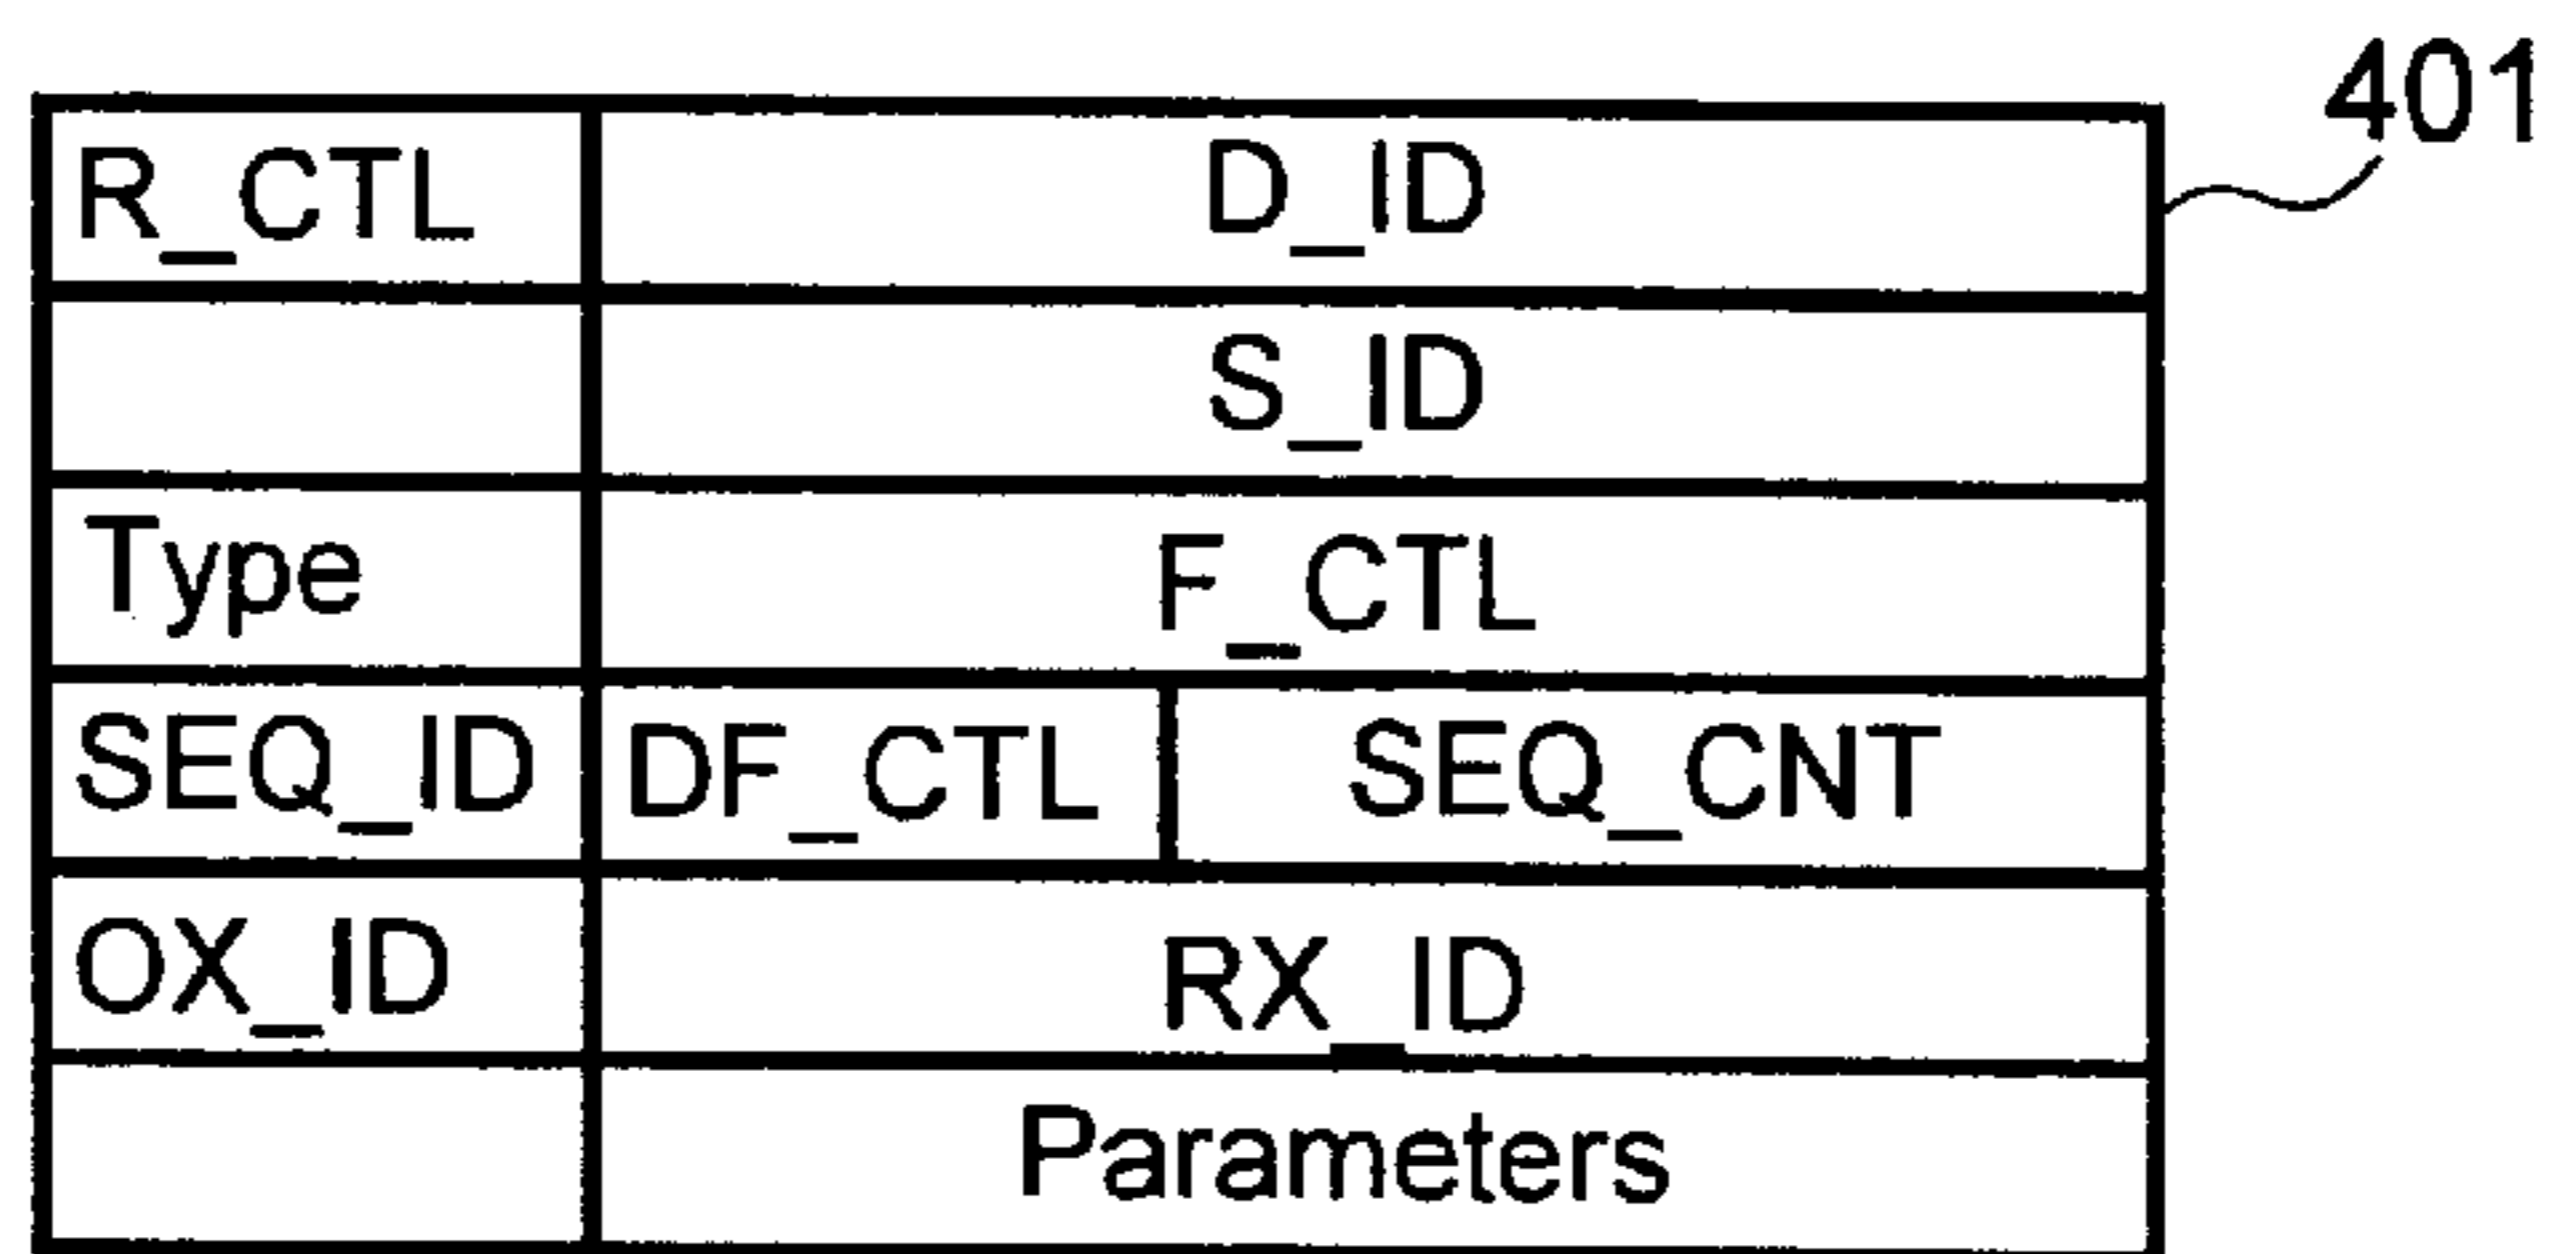 401
R_CTL D_ID
S_ID
Type F_CTL
SEQ_ID DF_CTL SEQ_CNT
OX_ID RX_ID
Parameters